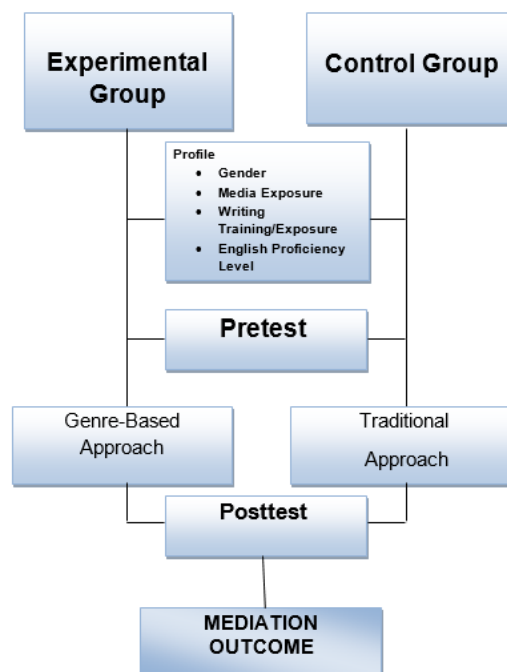 Experimental
Group
Control Group
Profile
• Gender
• Media Exposure
• Writing
Training/Exposure
• English Proficiency
Level
Pretest
Genre-Based
Approach
Traditional
Approach
Posttest
MEDIATION
OUTCOME